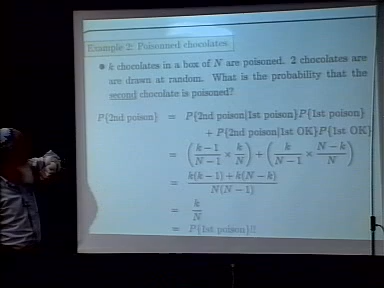 Example 2: Poisoned chocolates
• k chocolates in a box of N are poisoned. 2 chocolates are
are drawn at random. What is the probability that the
second chocolate is poisoned?
P{2nd poison} = P{2nd poison|1st poison}P{1st poison}
+ P{2nd poison|1st OK}P{1st OK}
= ( k−1 / N−1 × k / N ) + ( k / N−1 × N−k / N )
= k(k−1)+k(N−k) / N(N−1)
= k / N
= P{1st poison}!!